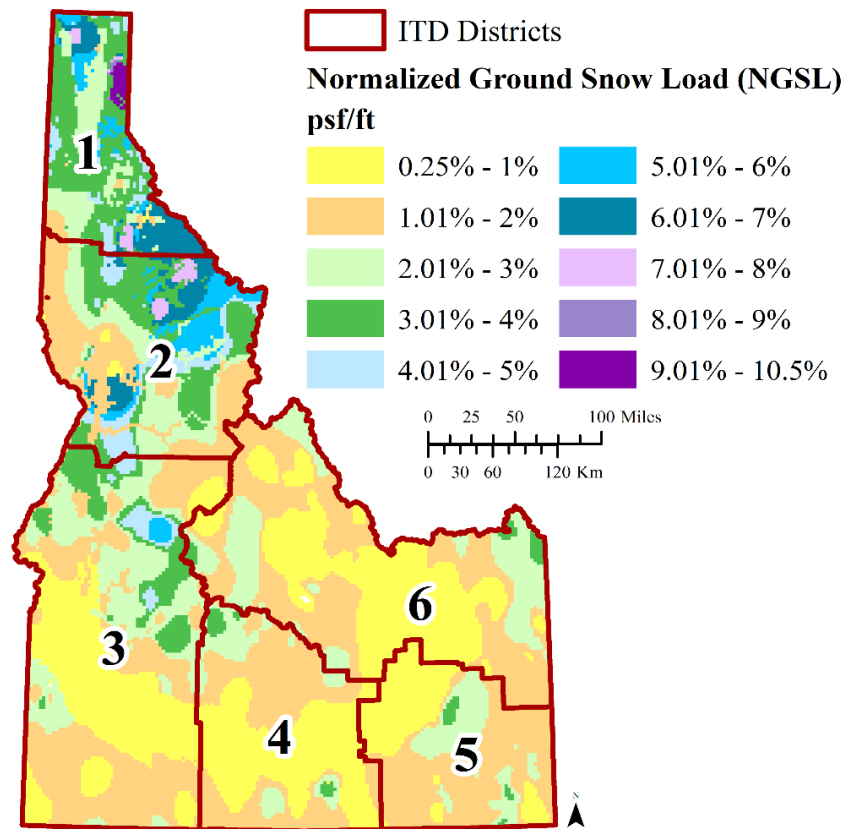 ITD Districts
Normalized Ground Snow Load (NGSL)
psf/ft
0.25% - 1%
1.01% - 2%
2.01% - 3%
3.01% - 4%
4.01% - 5%
5.01% - 6%
6.01% - 7%
7.01% - 8%
8.01% - 9%
9.01% - 10.5%
0 25 50 100 Miles
0 30 60 120 Km
1
2
3
4
5
6
N